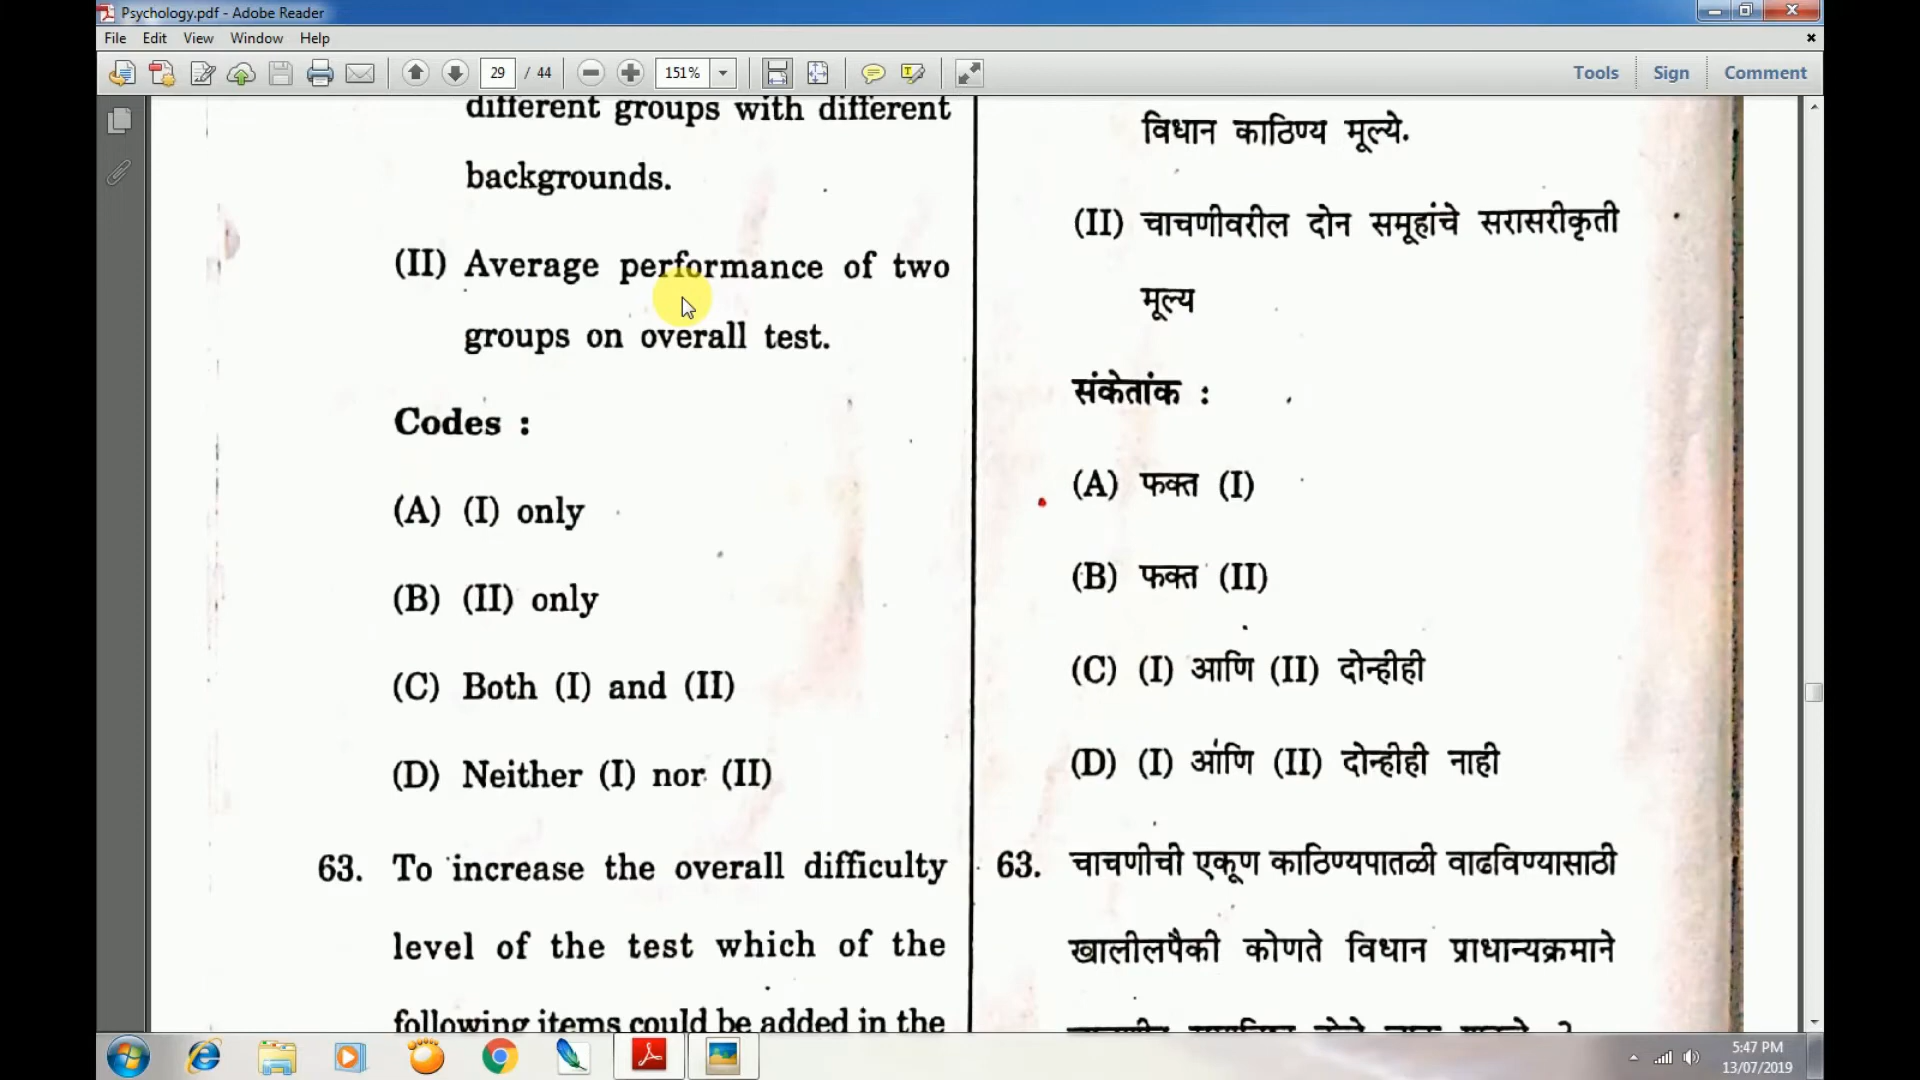 Psychology.pdf - Adobe Reader
File Edit View Window Help
29 / 44
151%
Tools Sign Comment
different groups with different
backgrounds.
(II) Average performance of two
groups on overall test.
Codes :
(A) (I) only
(B) (II) only
(C) Both (I) and (II)
(D) Neither (I) nor (II)
63. To increase the overall difficulty
level of the test which of the
following items could be added in the
विधान काठिण्य मूल्ये.
(II) चाचणीवरील दोन समूहांचे सरासरीकृती
मूल्य
संकेतांक :
(A) फक्त (I)
(B) फक्त (II)
(C) (I) आणि (II) दोन्हीही
(D) (I) आणि (II) दोन्हीही नाही
63. चाचणीची एकूण काठिण्यपातळी वाढविण्यासाठी
खालीलपैकी कोणते विधान प्राधान्यक्रमाने
5:47 PM
13/07/2019